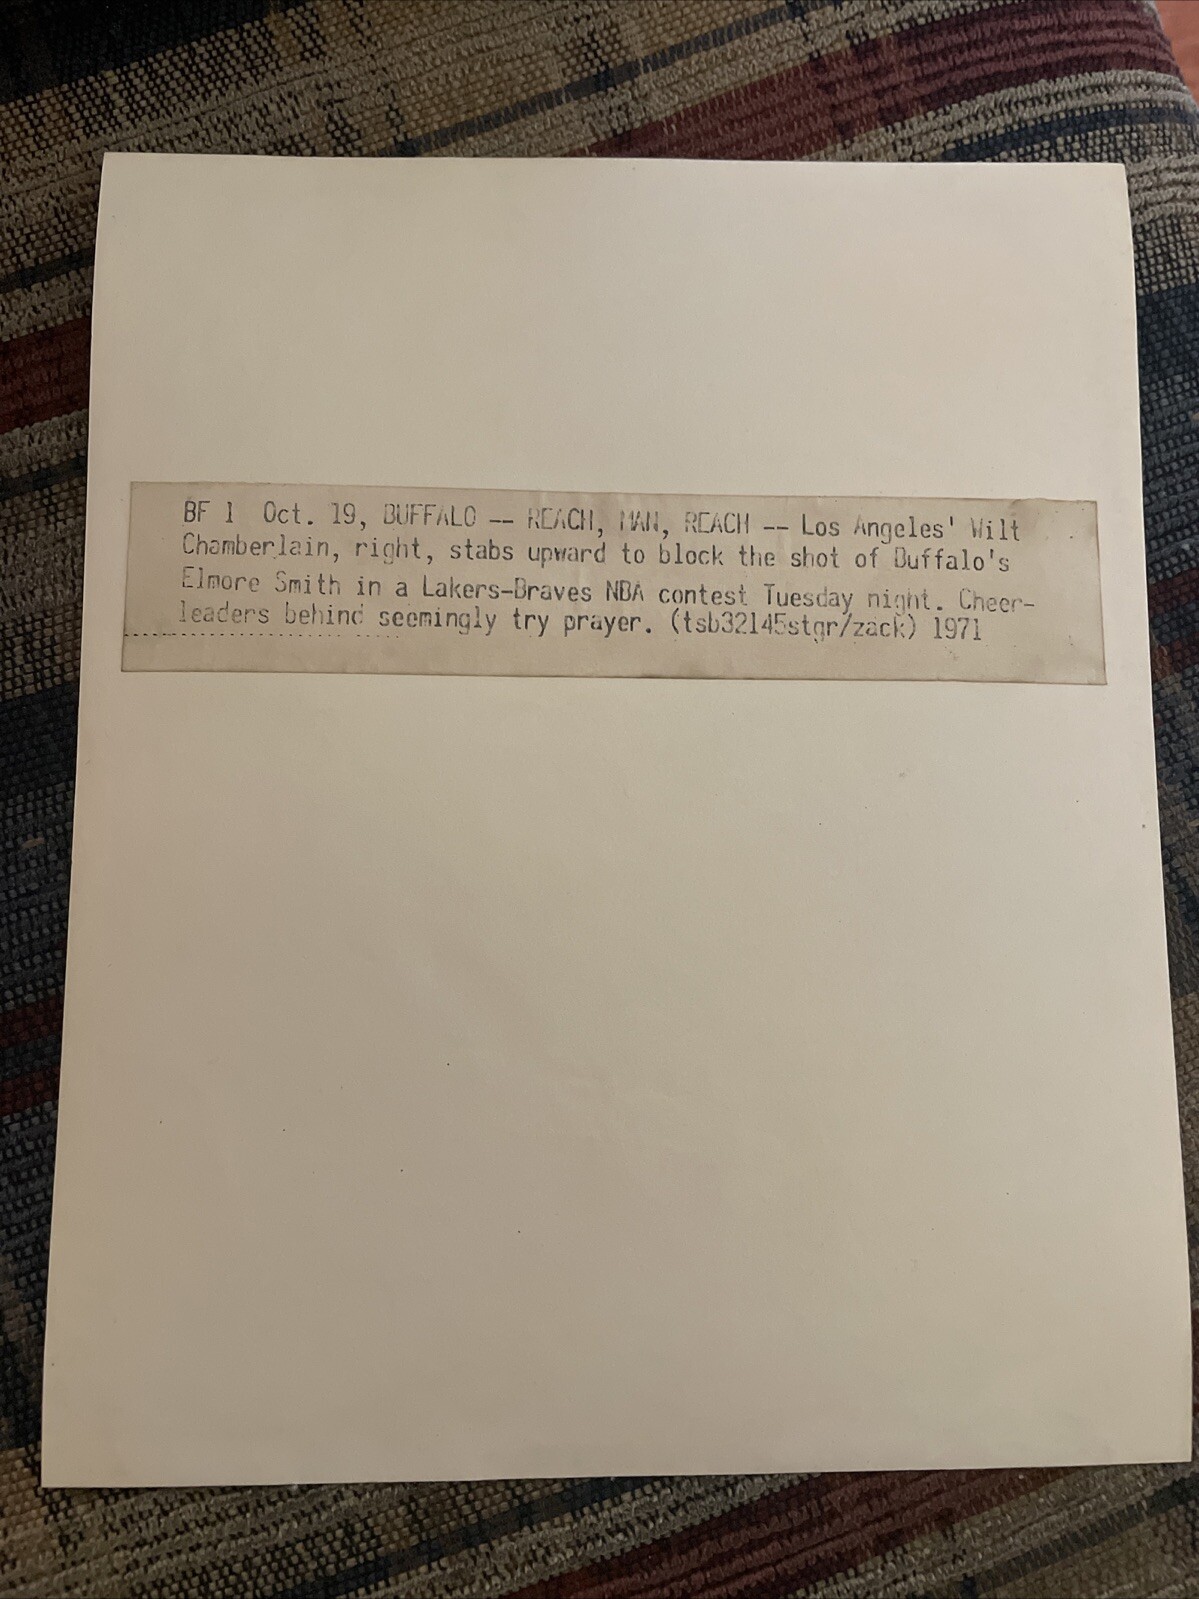 BF 1 Oct. 19, BUFFALO -- REACH, MAN, REACH -- Los Angeles' Wilt
Chamberlain, right, stabs upward to block the shot of Buffalo's
Elmore Smith in a Lakers-Braves NBA contest Tuesday night. Cheer-
leaders behind seemingly try prayer. (tsb32145stgr/zack) 1971